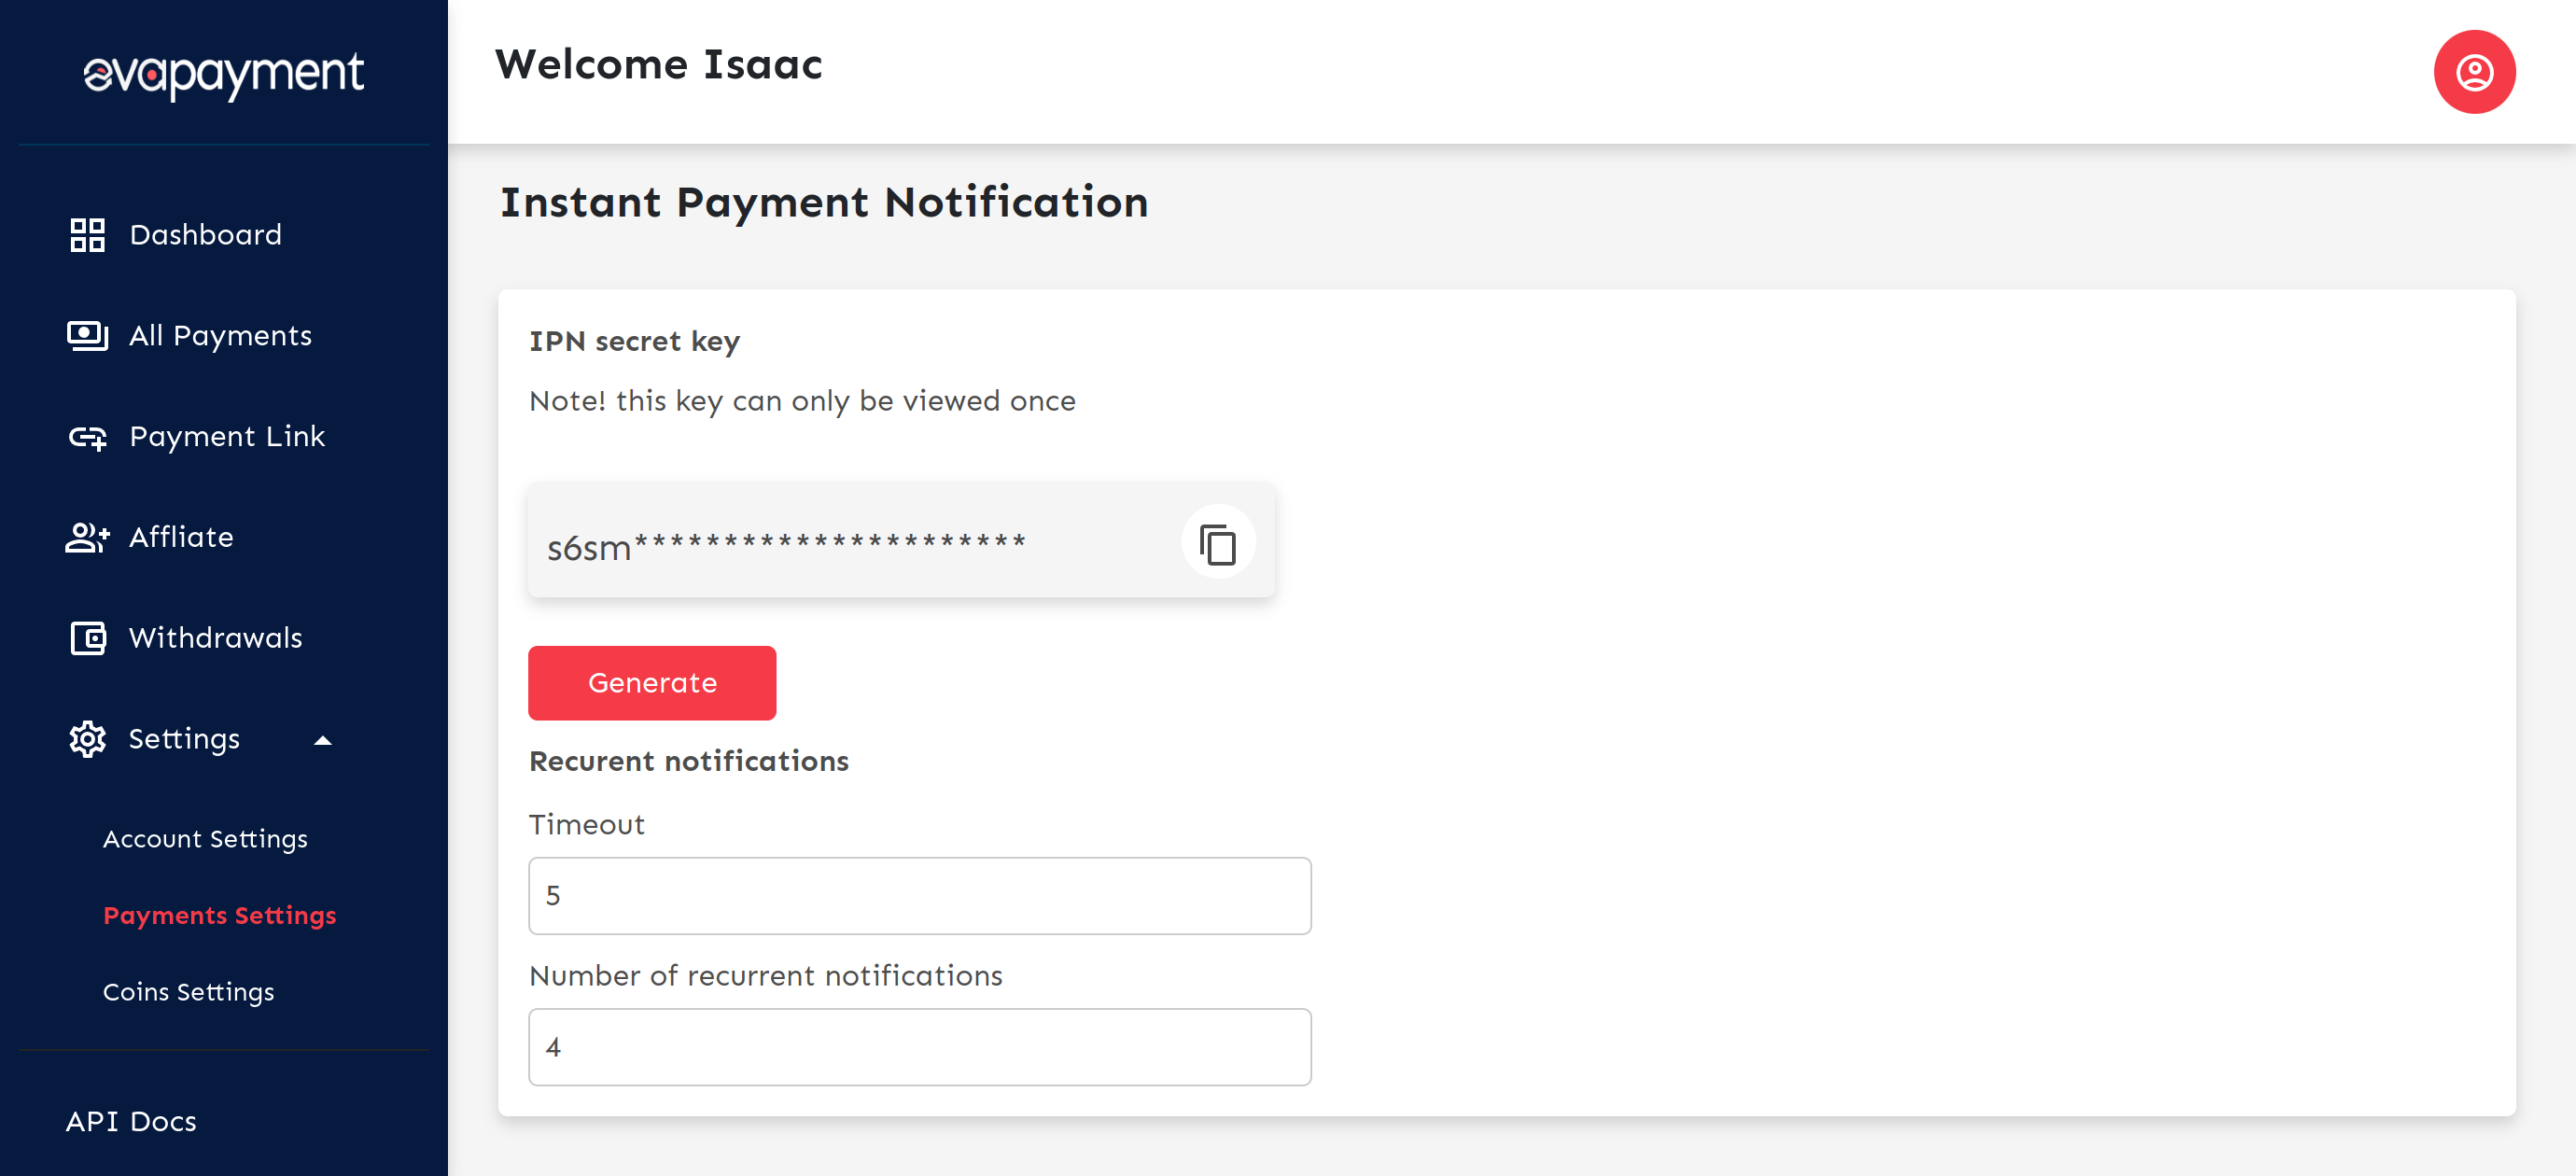 evapayment
Welcome Isaac
Dashboard
All Payments
Payment Link
Affliate
Withdrawals
Settings
Account Settings
Payments Settings
Coins Settings
API Docs
Instant Payment Notification
IPN secret key
Note! this key can only be viewed once
s6sm**********************
Generate
Recurent notifications
Timeout
5
Number of recurrent notifications
4